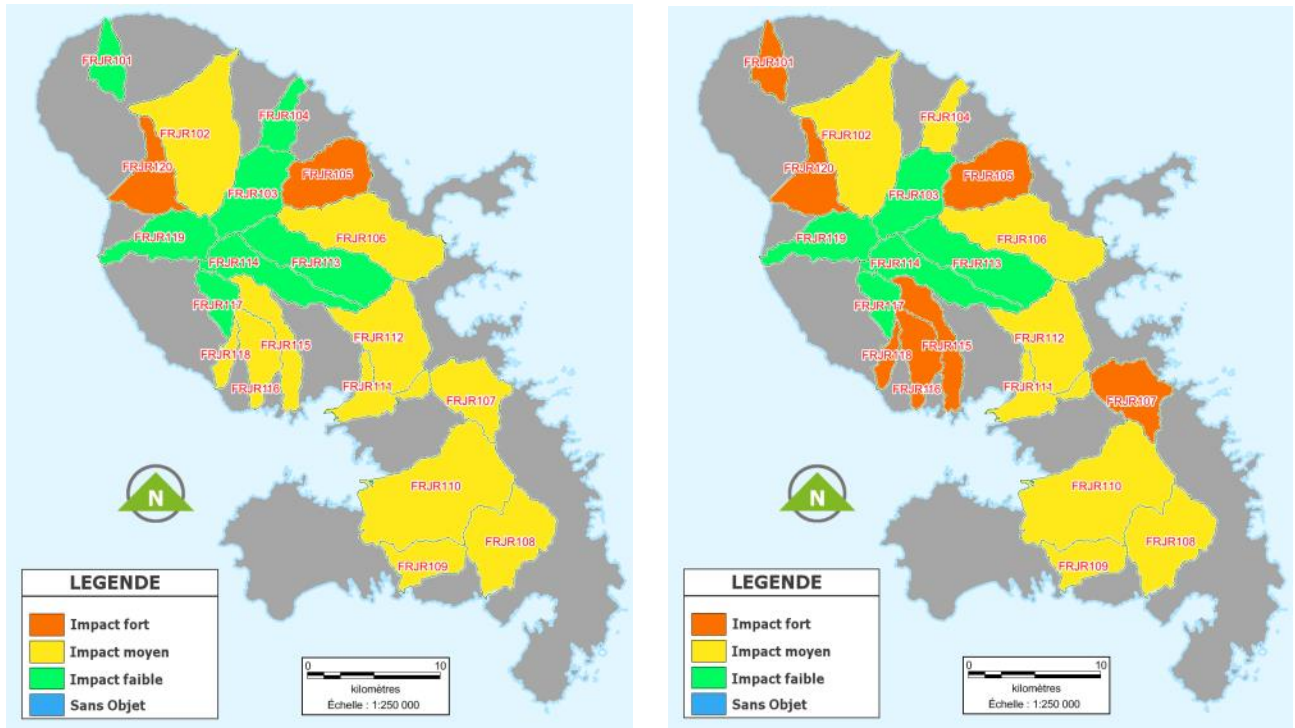 FRJR101
FRJR102
FRJR104
FRJR120
FRJR105
FRJR103
FRJR119
FRJR106
FRJR114
FRJR113
FRJR117
FRJR112
FRJR118
FRJR115
FRJR116
FRJR111
FRJR107
FRJR110
FRJR108
FRJR109
N
LEGENDE
Impact fort
Impact moyen
Impact faible
Sans Objet
0 10
kilomètres
Échelle : 1:250 000
FRJR101
FRJR102
FRJR104
FRJR120
FRJR105
FRJR103
FRJR119
FRJR106
FRJR114
FRJR113
FRJR117
FRJR112
FRJR118
FRJR115
FRJR116
FRJR111
FRJR107
FRJR110
FRJR108
FRJR109
N
LEGENDE
Impact fort
Impact moyen
Impact faible
Sans Objet
0 10
kilomètres
Échelle : 1:250 000